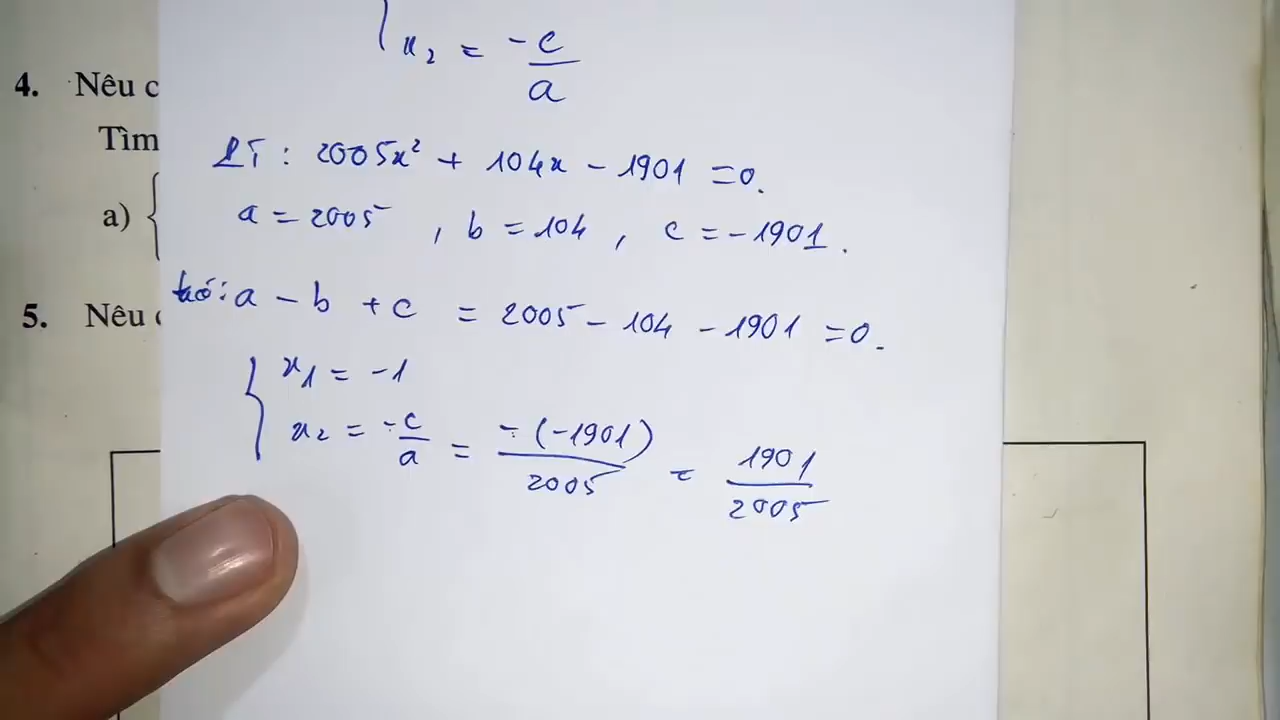 x₂ = -c/a
4. Nêu c
Tìm
PT : 2005x² + 104x - 1901 = 0.
a)
a = 2005 , b = 104 , c = -1901.
có: a - b + c = 2005 - 104 - 1901 = 0.
5. Nêu c
x₁ = -1
x₂ = -c/a = -(-1901)/2005 = 1901/2005